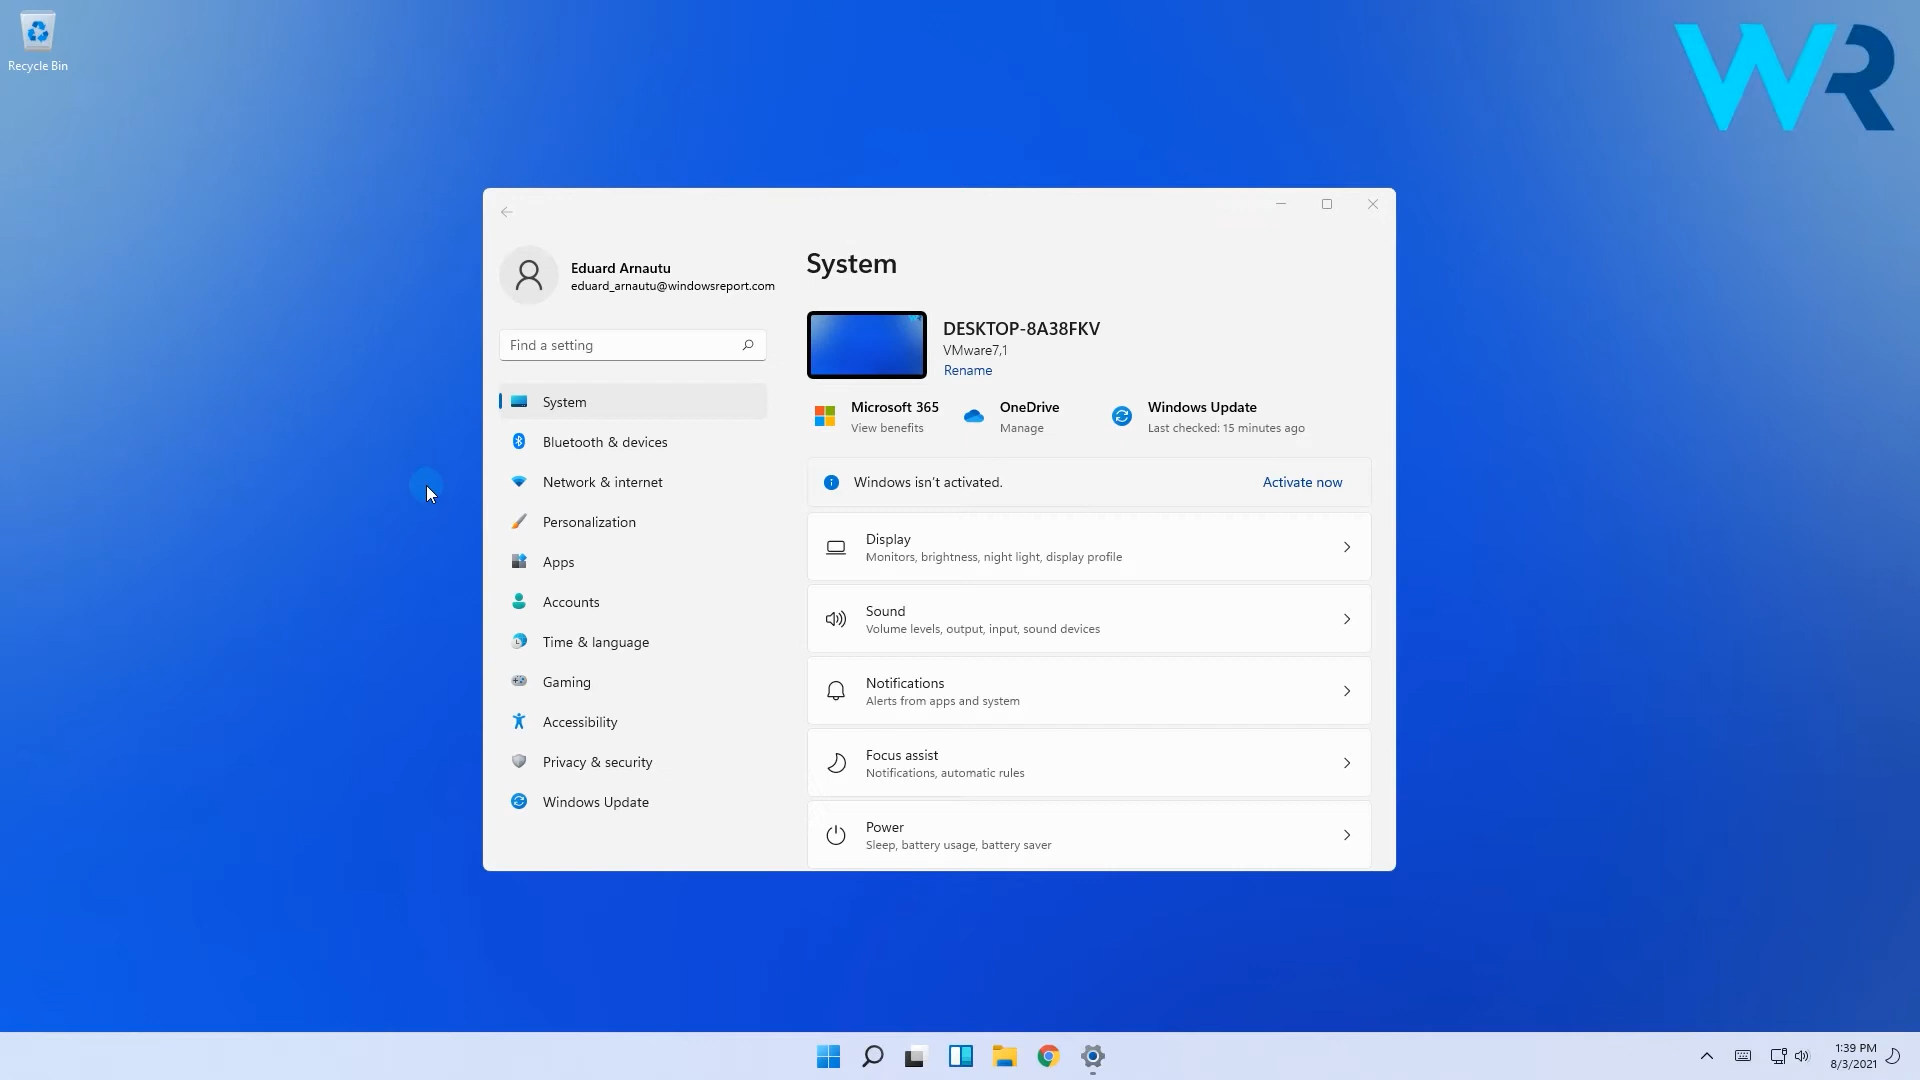 Recycle Bin
WR
Eduard Arnautu
eduard_arnautu@windowsreport.com
Find a setting
System
Bluetooth & devices
Network & internet
Personalization
Apps
Accounts
Time & language
Gaming
Accessibility
Privacy & security
Windows Update
System
DESKTOP-8A38FKV
VMware7,1
Rename
Microsoft 365
View benefits
OneDrive
Manage
Windows Update
Last checked: 15 minutes ago
Windows isn't activated.
Activate now
Display
Monitors, brightness, night light, display profile
Sound
Volume levels, output, input, sound devices
Notifications
Alerts from apps and system
Focus assist
Notifications, automatic rules
Power
Sleep, battery usage, battery saver
1:39 PM
8/3/2021